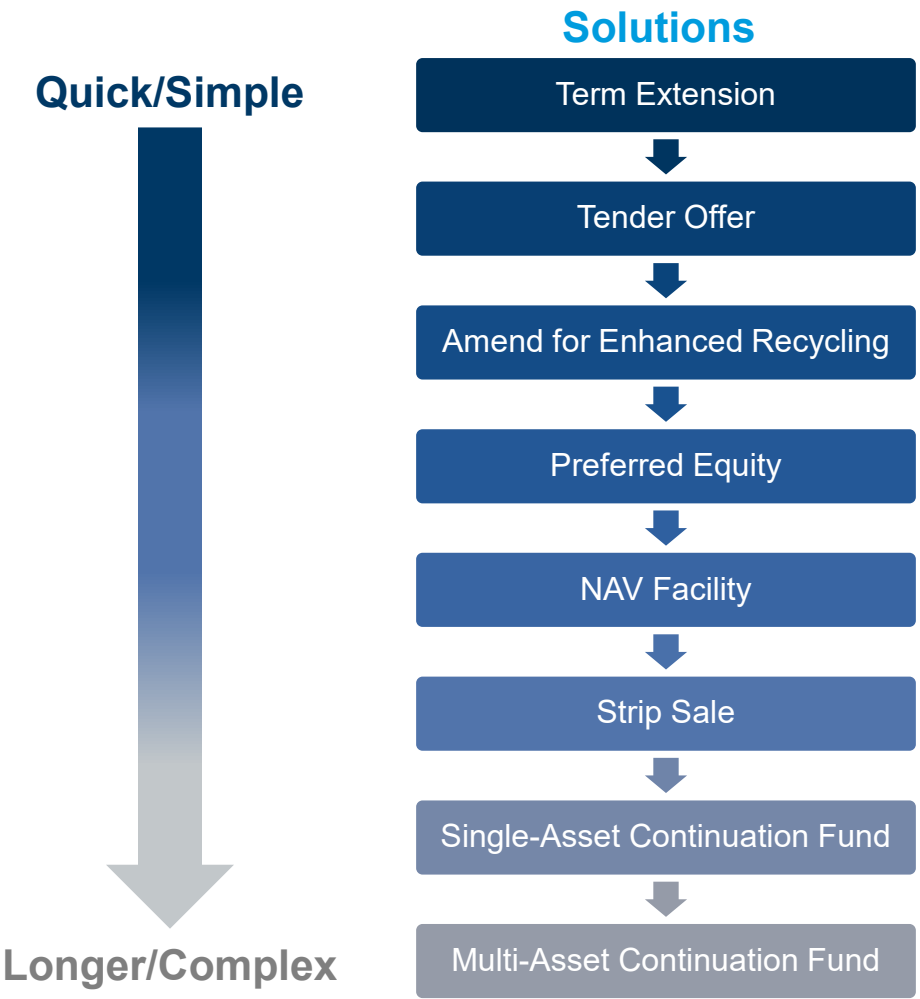 Solutions
Quick/Simple
Term Extension
Tender Offer
Amend for Enhanced Recycling
Preferred Equity
NAV Facility
Strip Sale
Single-Asset Continuation Fund
Multi-Asset Continuation Fund
Longer/Complex